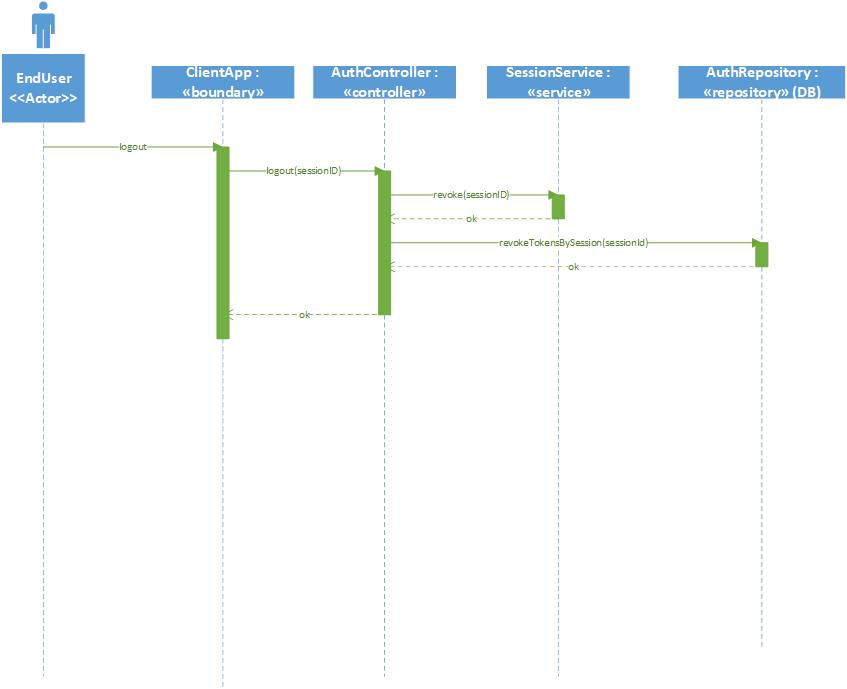 EndUser
<<Actor>>
ClientApp :
«boundary»
AuthController :
«controller»
SessionService :
«service»
AuthRepository :
«repository» (DB)
logout
logout(sessionID)
revoke(sessionID)
ok
revokeTokensBySession(sessionId)
ok
ok